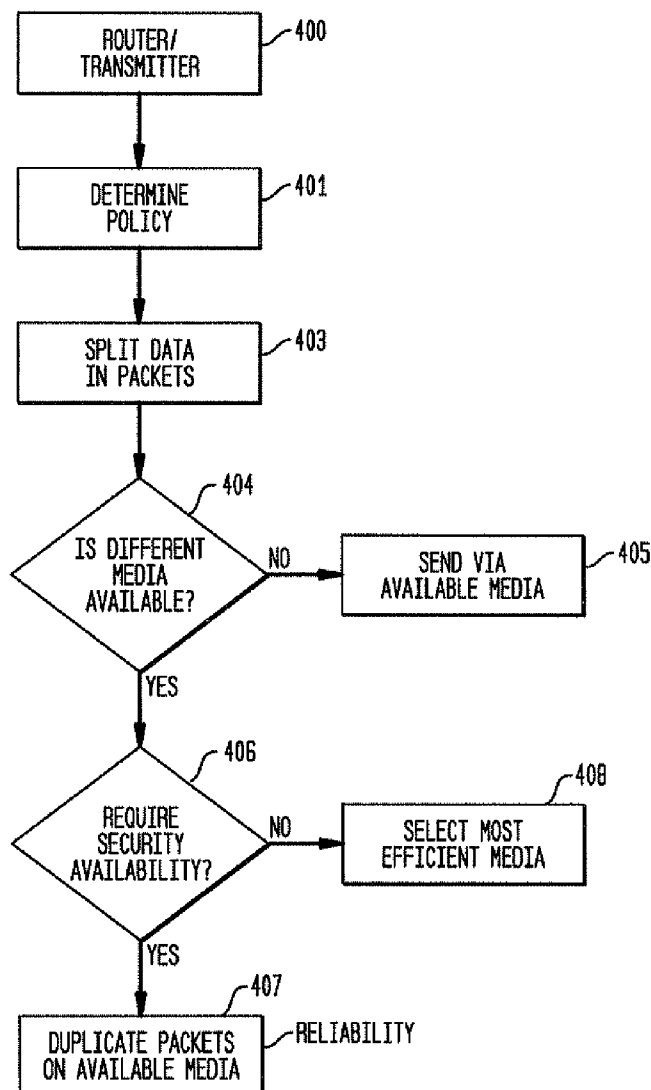 ROUTER/
TRANSMITTER
400
DETERMINE
POLICY
401
SPLIT DATA
IN PACKETS
403
404
IS DIFFERENT
MEDIA
AVAILABLE?
NO
SEND VIA
AVAILABLE MEDIA
405
YES
406
REQUIRE
SECURITY
AVAILABILITY?
NO
408
SELECT MOST
EFFICIENT MEDIA
YES
407
DUPLICATE PACKETS
ON AVAILABLE MEDIA
RELIABILITY